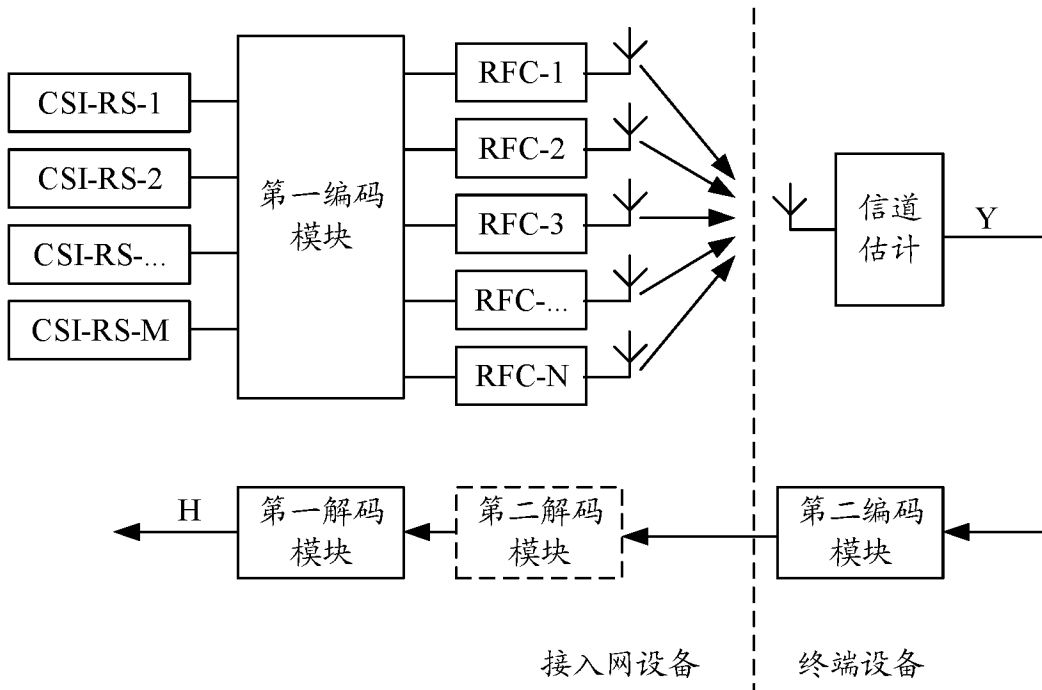 CSI-RS-1
CSI-RS-2
CSI-RS-...
CSI-RS-M
第一编码
模块
RFC-1
RFC-2
RFC-3
RFC-...
RFC-N
信道
估计
Y
H
第一解码
模块
第二解码
模块
第二编码
模块
接入网设备
终端设备